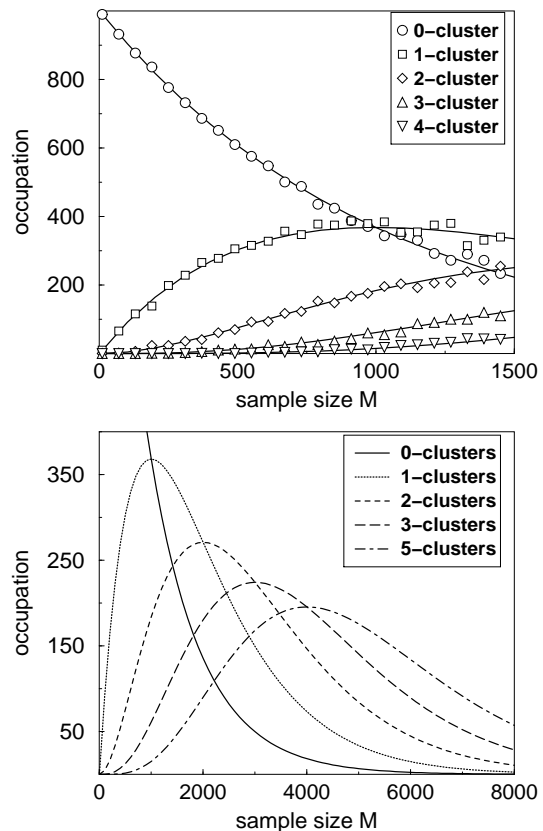 800
600
400
200
occupation
0−cluster
1−cluster
2−cluster
3−cluster
4−cluster
0
500
1000
1500
sample size M
350
250
150
50
occupation
0−clusters
1−clusters
2−clusters
3−clusters
5−clusters
0
2000
4000
6000
8000
sample size M